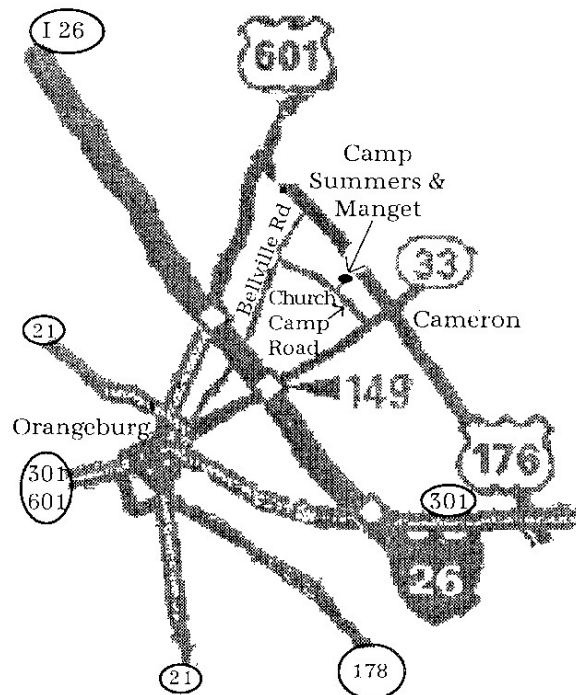 I 26
601
Camp
Summers &
Manget
Bellville Rd
33
Church
Camp
Road
Cameron
21
149
Orangeburg
176
301
601
301
26
21
178